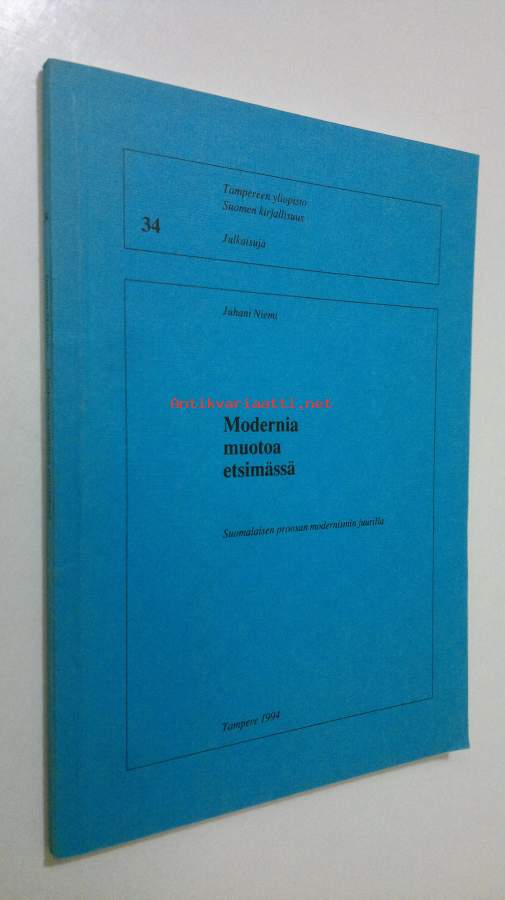 Tampereen yliopisto
Suomen kirjallisuus
34
Julkaisuja
Juhani Niemi
Antikvariaatti.net
Modernia
muotoa
etsimässä
Suomalaisen proosan modernismin juurilla
Tampere 1994